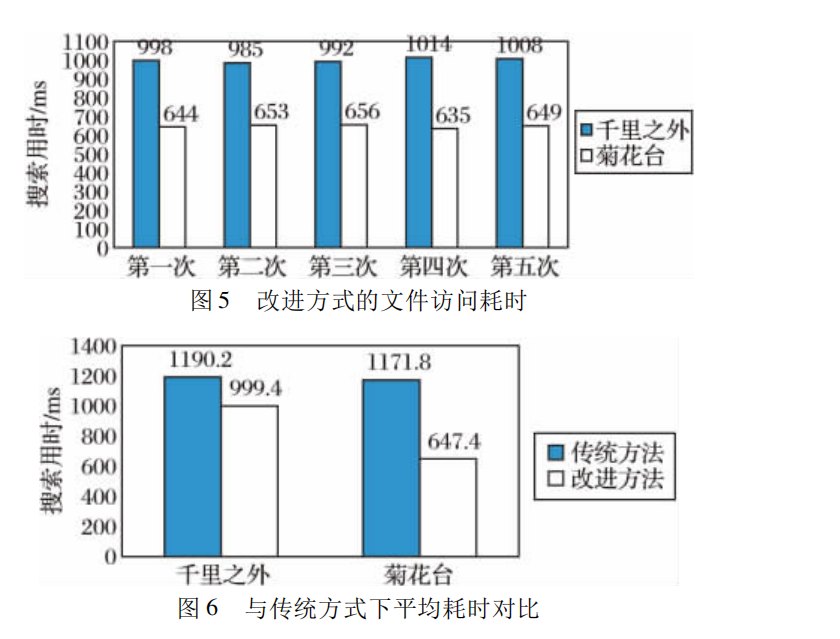 搜索用时/ms
1100
1000
900
800
700
600
500
400
300
200
100
0
998 644 985 653 992 656 1014 635 1008 649
第一次 第二次 第三次 第四次 第五次
千里之外
菊花台
图5 改进方式的文件访问耗时
搜索用时/ms
1400
1200
1000
800
600
400
200
0
1190.2 999.4 1171.8 647.4
千里之外 菊花台
传统方法
改进方法
图6 与传统方式下平均耗时对比